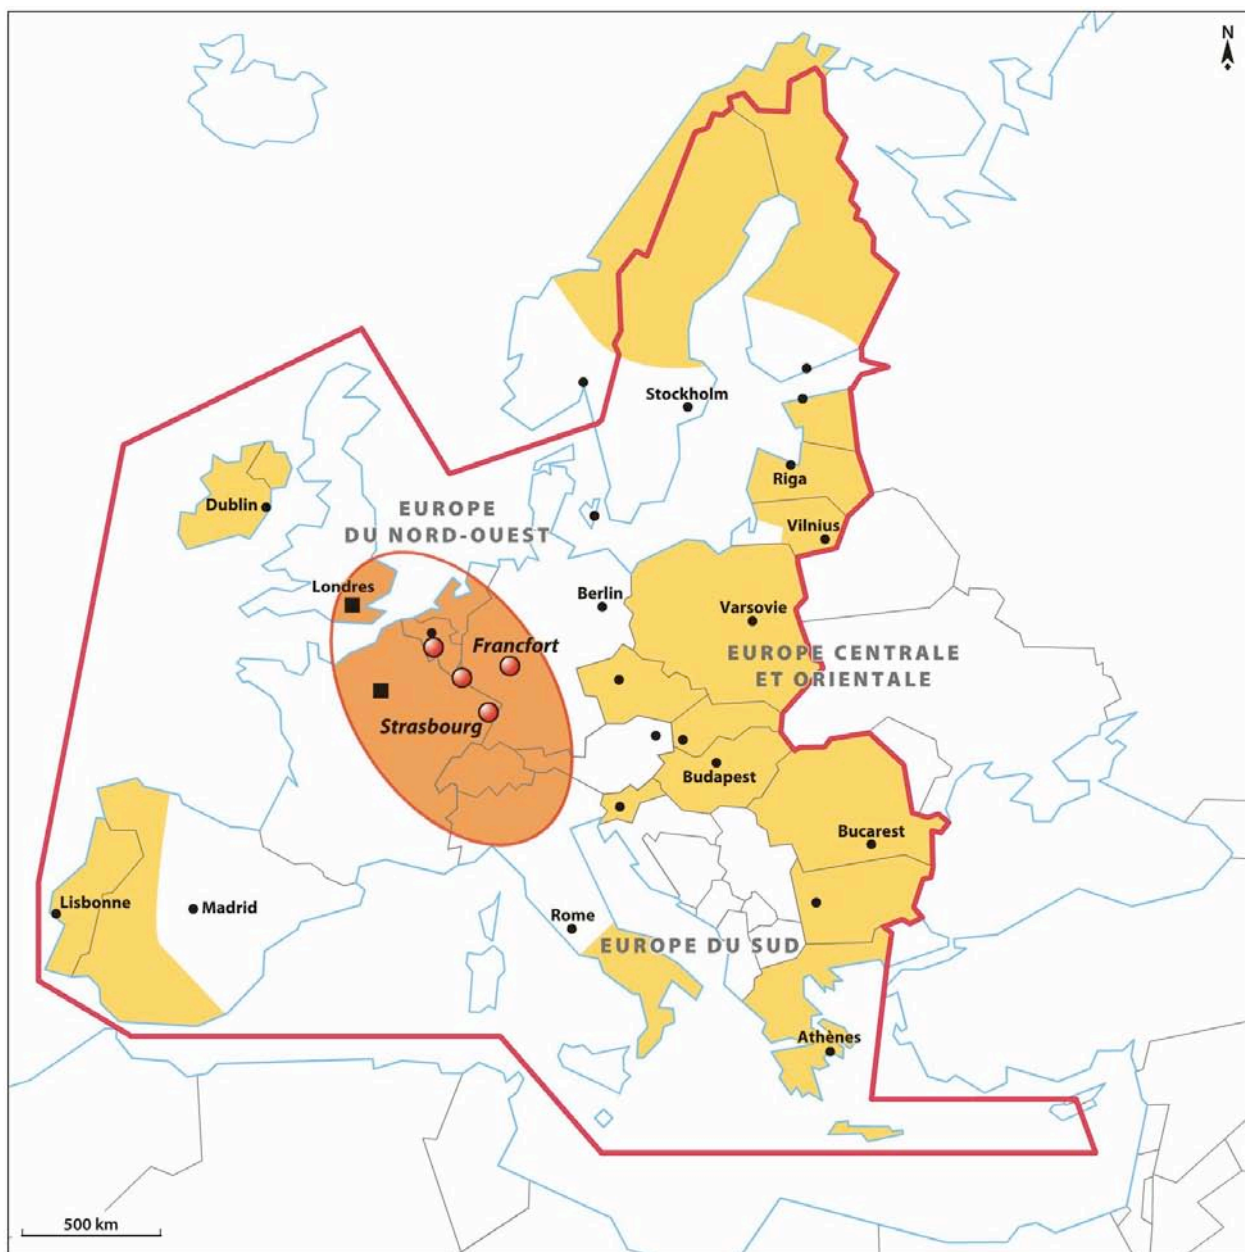 N
Stockholm
Riga
Dublin
EUROPE
DU NORD-OUEST
Vilnius
Londres
Berlin
Varsovie
Francfort
EUROPE CENTRALE
ET ORIENTALE
Strasbourg
Budapest
Bucarest
Lisbonne
Madrid
Rome
EUROPE DU SUD
Athènes
500 km